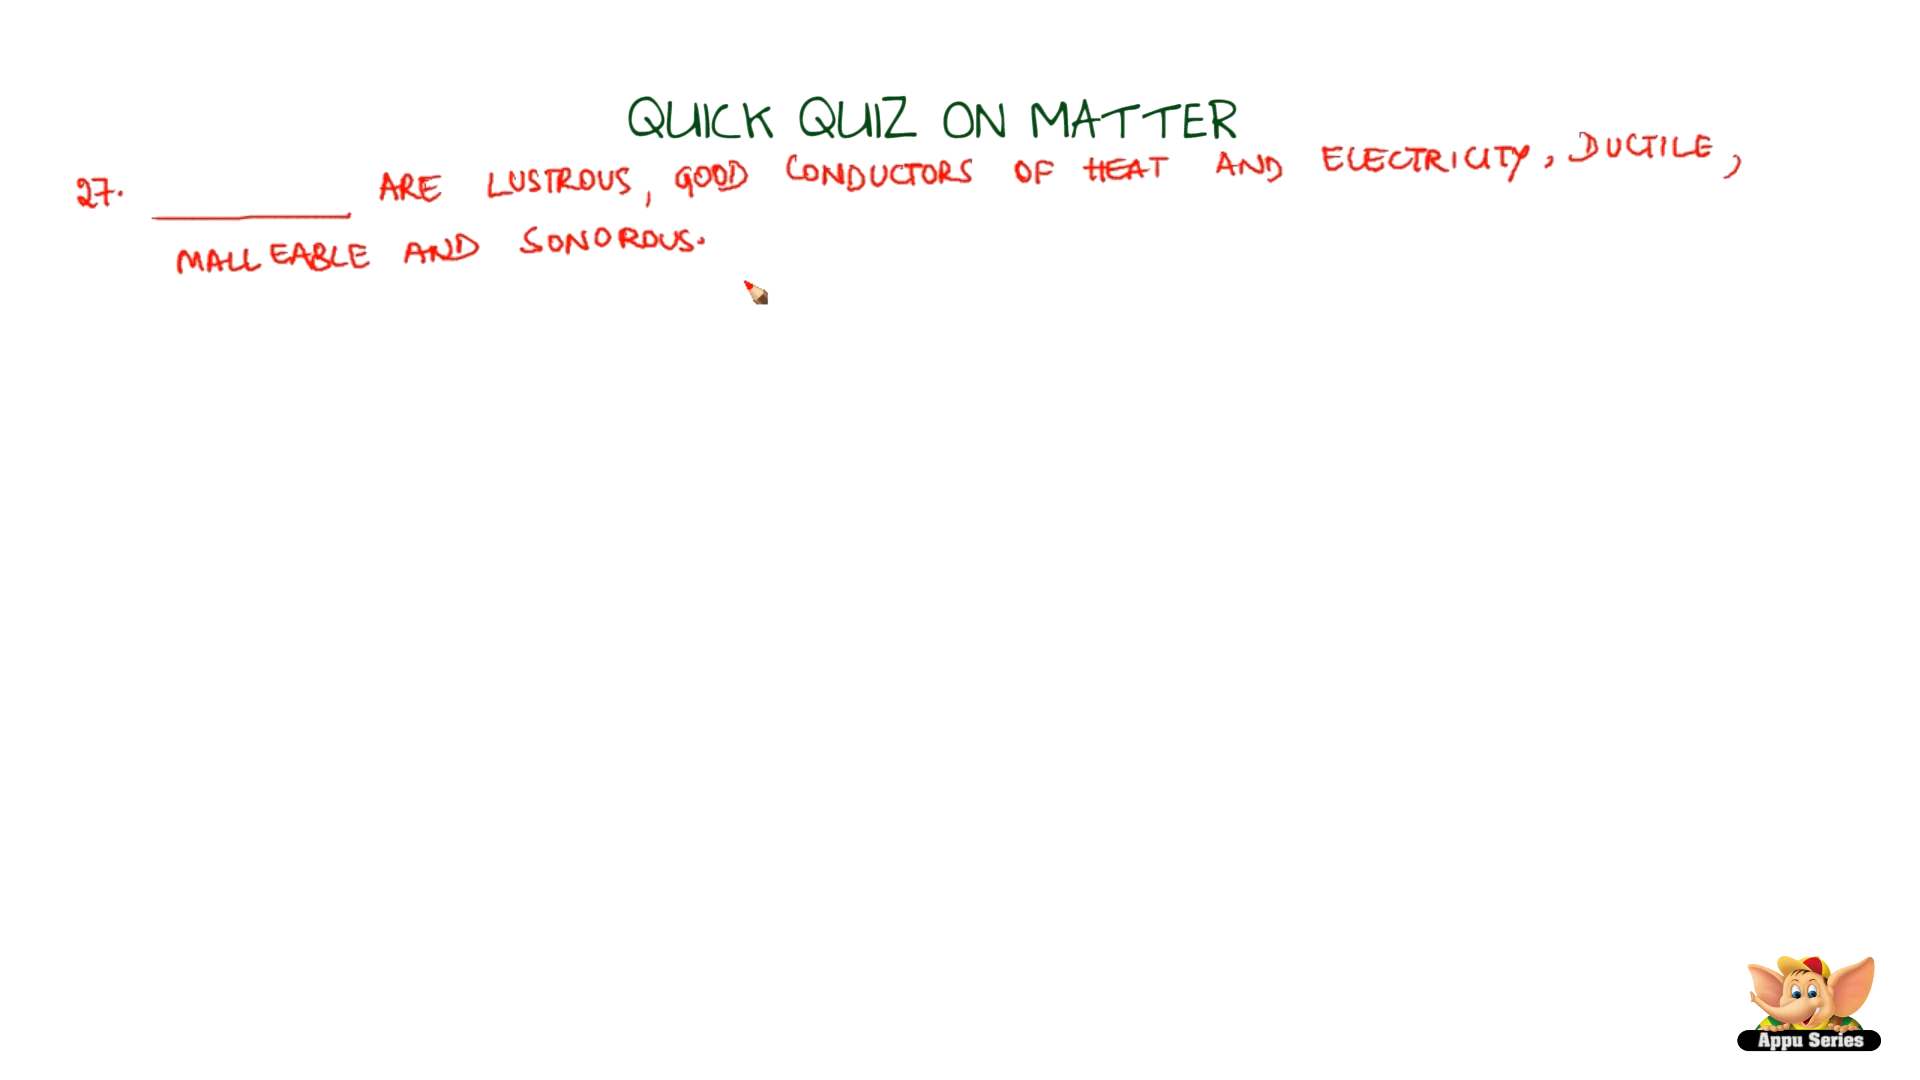 QUICK QUIZ ON MATTER
27. ________ ARE LUSTROUS, GOOD CONDUCTORS OF HEAT AND ELECTRICITY, DUCTILE,
MALLEABLE AND SONOROUS.
Appu Series